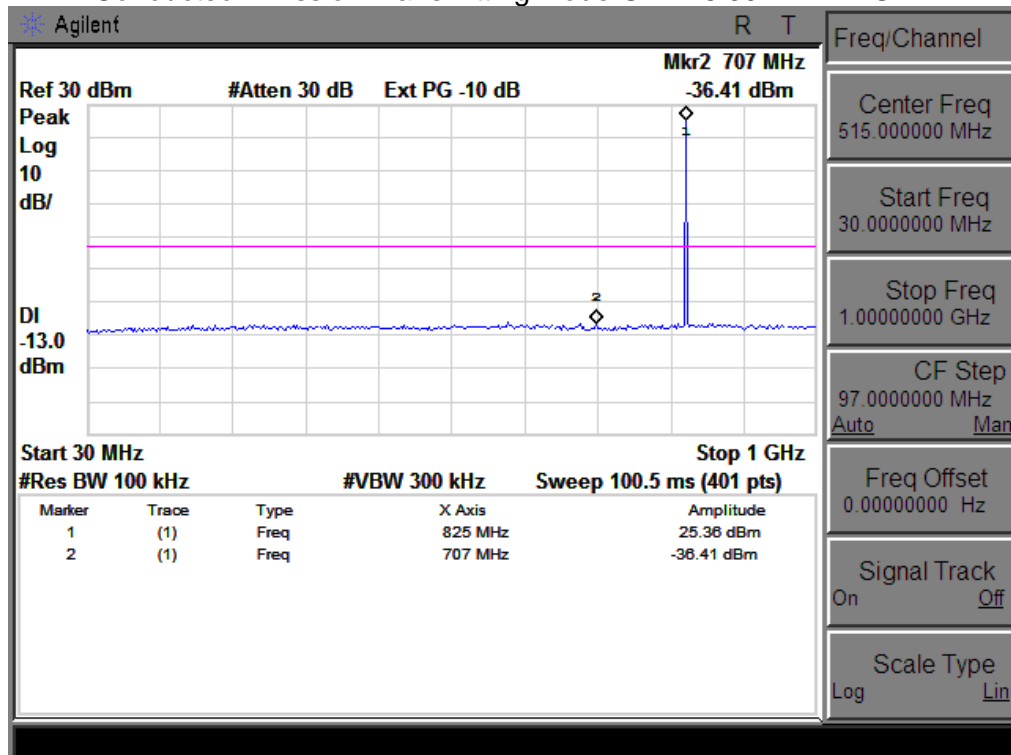 Agilent R T
Mkr2 707 MHz
Ref 30 dBm #Atten 30 dB Ext PG -10 dB -36.41 dBm
Peak
Log
10
dB/
1
2
DI
-13.0
dBm
Start 30 MHz Stop 1 GHz
#Res BW 100 kHz #VBW 300 kHz Sweep 100.5 ms (401 pts)
Marker Trace Type X Axis Amplitude
1 (1) Freq 825 MHz 25.36 dBm
2 (1) Freq 707 MHz -36.41 dBm
Freq/Channel
Center Freq
515.000000 MHz
Start Freq
30.0000000 MHz
Stop Freq
1.00000000 GHz
CF Step
97.0000000 MHz
Auto Man
Freq Offset
0.00000000 Hz
Signal Track
On Off
Scale Type
Log Lin